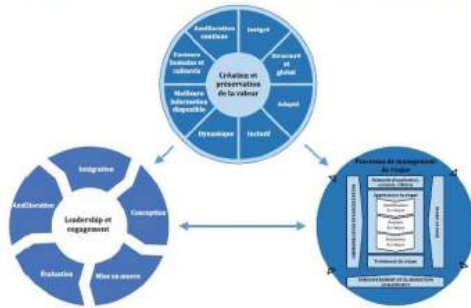 Amélioration
continue
Intégré
Facteurs
humains et
culturels
Structuré
et
global
Création et
préservation
de la valeur
Meilleure
information
disponible
Adapté
Dynamique
Inclusif
Intégration
Amélioration
Conception
Leadership et
engagement
Évaluation
Mise en œuvre
Processus de management
du risque
Appréciation du risque
Traitement du risque